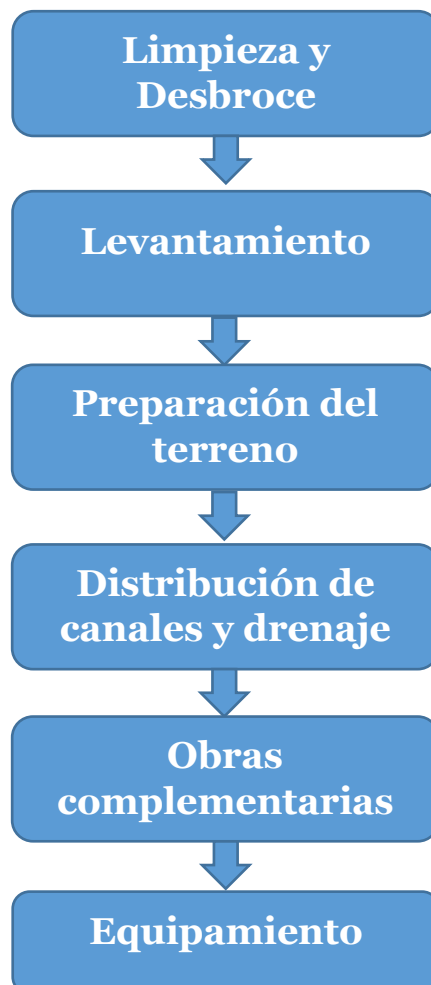 Limpieza y
Desbroce
Levantamiento
Preparación del
terreno
Distribución de
canales y drenaje
Obras
complementarias
Equipamiento